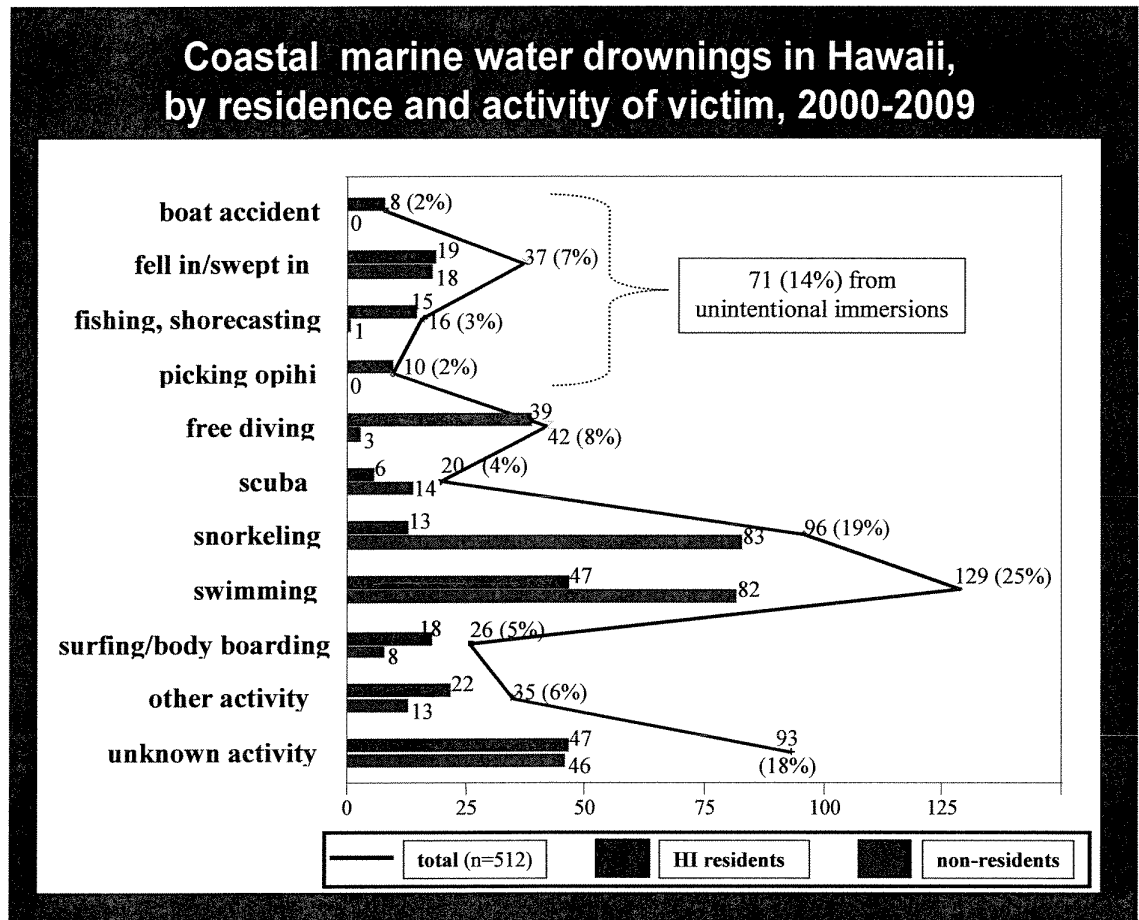 Coastal marine water drownings in Hawaii,
by residence and activity of victim, 2000-2009
boat accident
8 (2%)
0
fell in/swept in
19
18
37 (7%)
fishing, shorecasting
15
1
16 (3%)
picking opihi
10 (2%)
0
71 (14%) from
unintentional immersions
free diving
39
3
42 (8%)
scuba
6
14
20 (4%)
snorkeling
13
83
96 (19%)
swimming
47
82
129 (25%)
surfing/body boarding
18
8
26 (5%)
other activity
22
13
35 (6%)
unknown activity
47
46
93
(18%)
0 25 50 75 100 125
total (n=512) HI residents non-residents